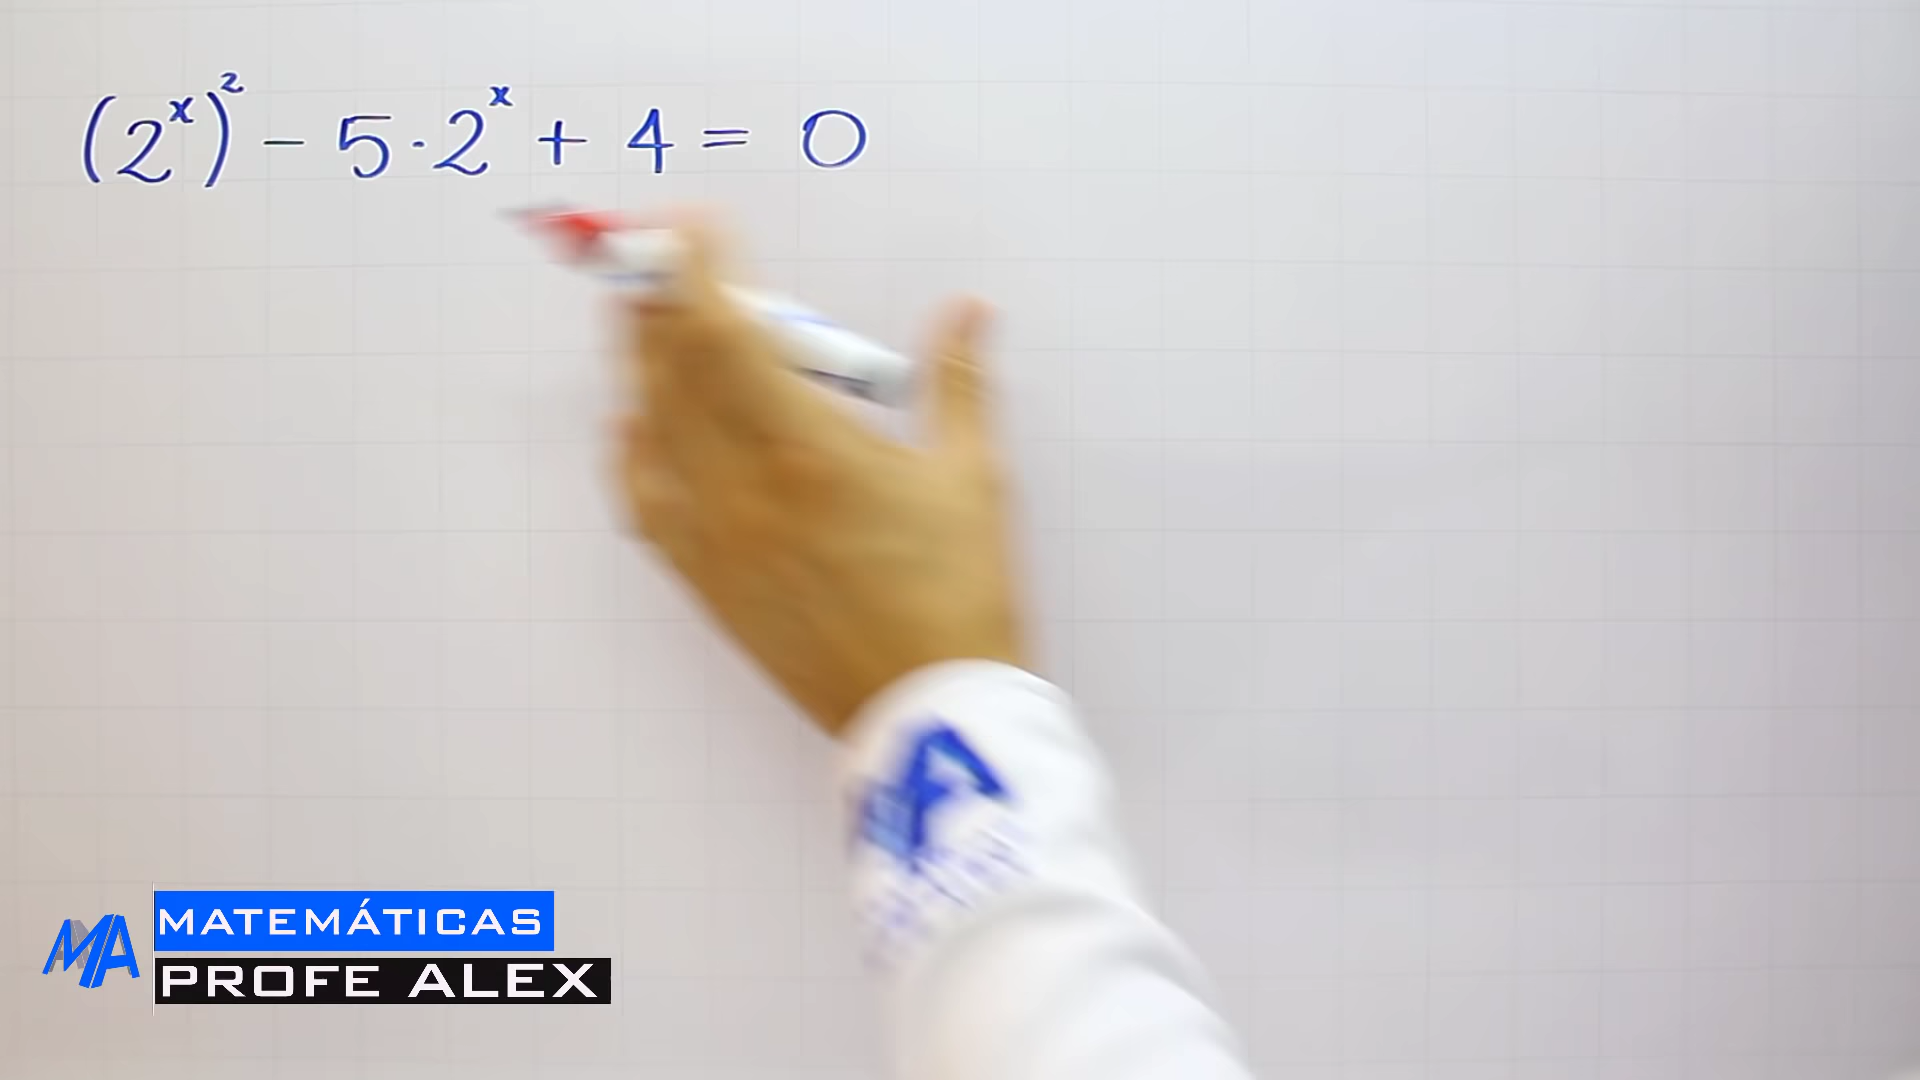 (2^x)^2 - 5·2^x + 4 = 0
MATEMÁTICAS
PROFE ALEX